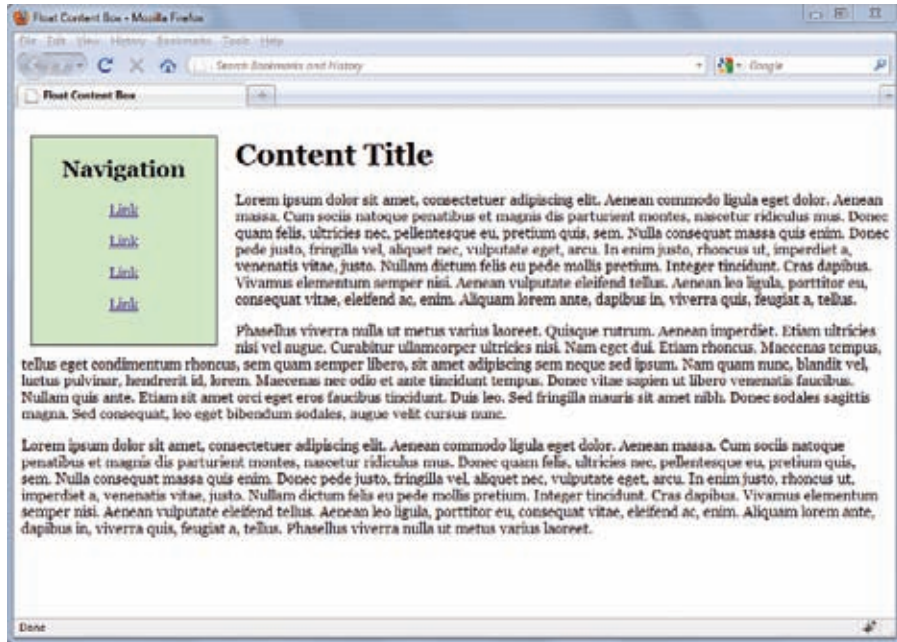 Float Content Box - Mozilla Firefox
File Edit View History Bookmarks Tools Help
Search Bookmarks and History
Google
Float Content Box
Navigation
Link
Link
Link
Link
Content Title
Lorem ipsum dolor sit amet, consectetuer adipiscing elit. Aenean commodo ligula eget dolor. Aenean
massa. Cum sociis natoque penatibus et magnis dis parturient montes, nascetur ridiculus mus. Donec
quam felis, ultricies nec, pellentesque eu, pretium quis, sem. Nulla consequat massa quis enim. Donec
pede justo, fringilla vel, aliquet nec, vulputate eget, arcu. In enim justo, rhoncus ut, imperdiet a,
venenatis vitae, justo. Nullam dictum felis eu pede mollis pretium. Integer tincidunt. Cras dapibus.
Vivamus elementum semper nisi. Aenean vulputate eleifend tellus. Aenean leo ligula, porttitor eu,
consequat vitae, eleifend ac, enim. Aliquam lorem ante, dapibus in, viverra quis, feugiat a, tellus.
Phasellus viverra nulla ut metus varius laoreet. Quisque rutrum. Aenean imperdiet. Etiam ultricies
nisi vel augue. Curabitur ullamcorper ultricies nisi. Nam eget dui. Etiam rhoncus. Maecenas tempus,
tellus eget condimentum rhoncus, sem quam semper libero, sit amet adipiscing sem neque sed ipsum. Nam quam nunc, blandit vel,
luctus pulvinar, hendrerit id, lorem. Maecenas nec odio et ante tincidunt tempus. Donec vitae sapien ut libero venenatis faucibus.
Nullam quis ante. Etiam sit amet orci eget eros faucibus tincidunt. Duis leo. Sed fringilla mauris sit amet nibh. Donec sodales sagittis
magna. Sed consequat, leo eget bibendum sodales, augue velit cursus nunc.
Lorem ipsum dolor sit amet, consectetuer adipiscing elit. Aenean commodo ligula eget dolor. Aenean massa. Cum sociis natoque
penatibus et magnis dis parturient montes, nascetur ridiculus mus. Donec quam felis, ultricies nec, pellentesque eu, pretium quis,
sem. Nulla consequat massa quis enim. Donec pede justo, fringilla vel, aliquet nec, vulputate eget, arcu. In enim justo, rhoncus ut,
imperdiet a, venenatis vitae, justo. Nullam dictum felis eu pede mollis pretium. Integer tincidunt. Cras dapibus. Vivamus elementum
semper nisi. Aenean vulputate eleifend tellus. Aenean leo ligula, porttitor eu, consequat vitae, eleifend ac, enim. Aliquam lorem ante,
dapibus in, viverra quis, feugiat a, tellus. Phasellus viverra nulla ut metus varius laoreet.
Done